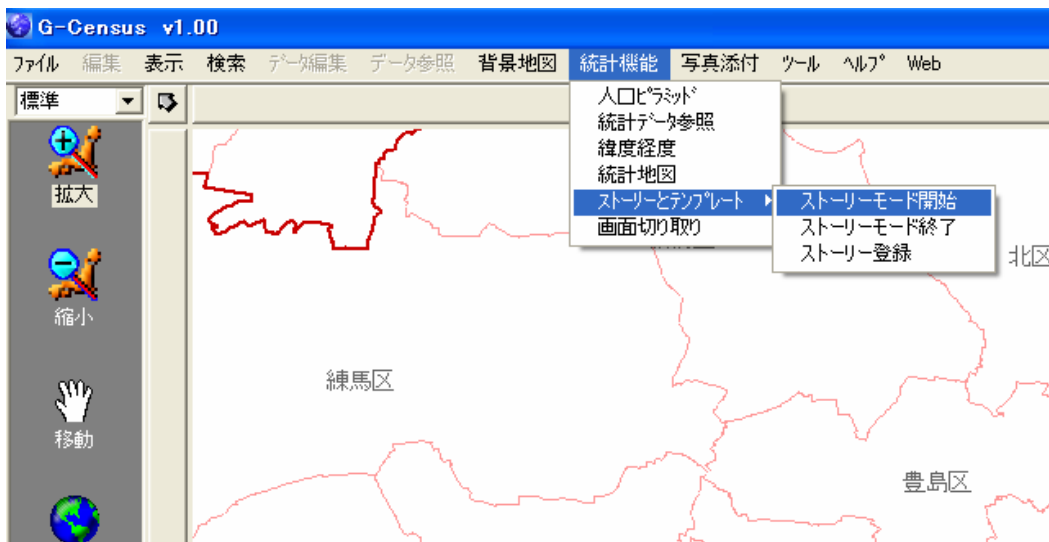 G-Census v1.00
ファイル 編集 表示 検索 データ編集 データ参照 背景地図 統計機能 写真添付 ツール ヘルプ Web
標準
人口ピラミッド
統計データ参照
緯度経度
統計地図
ストーリーとテンプレート
画面切り取り
ストーリーモード開始
ストーリーモード終了
ストーリー登録
拡大
縮小
移動
北区
練馬区
豊島区